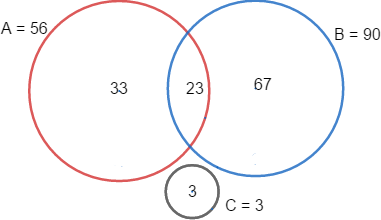 A = 56
B = 90
33
23
67
3
C = 3